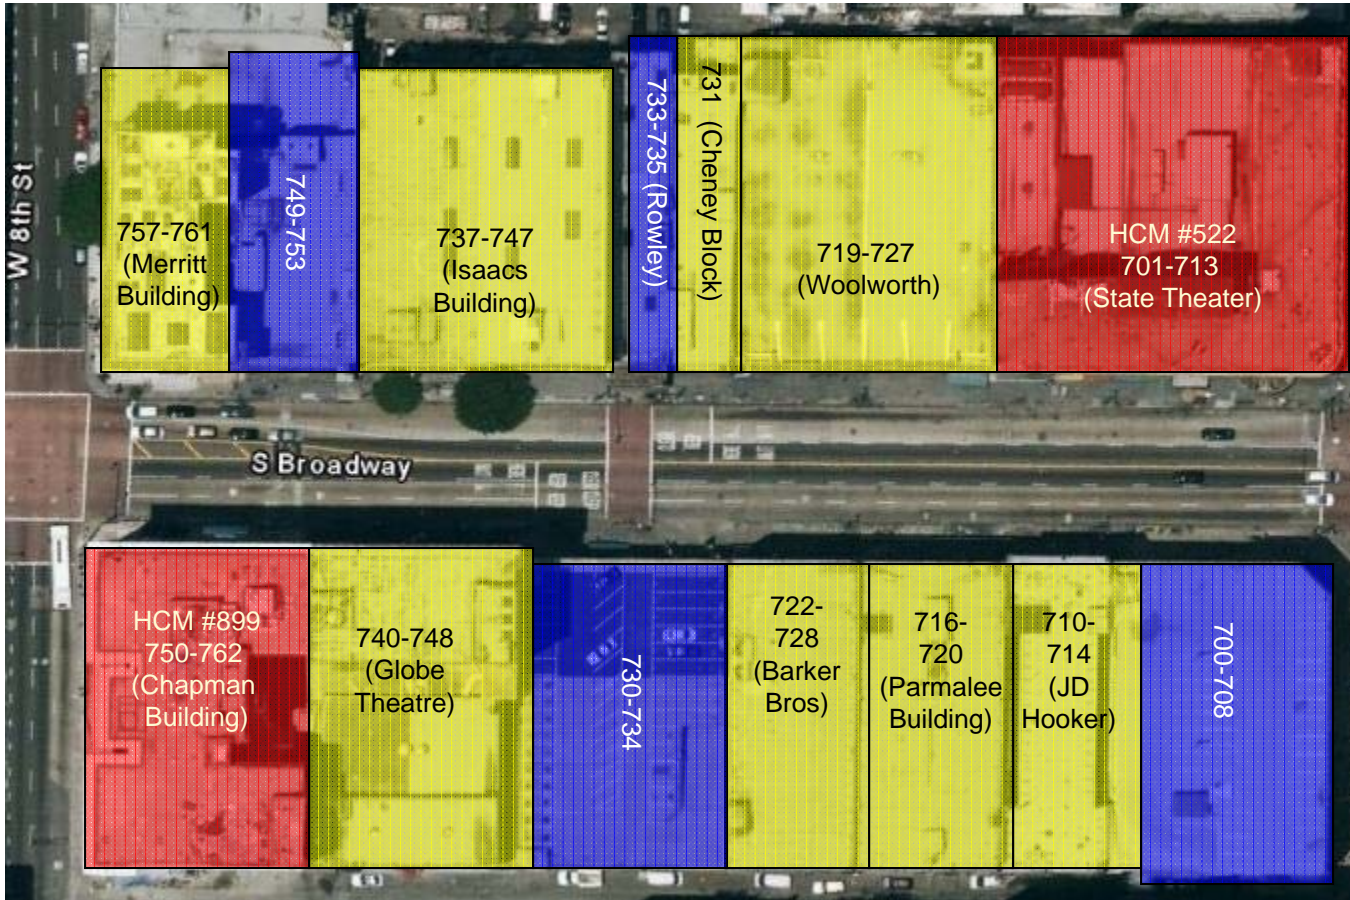 W 8th St
757-761
(Merritt
Building)
749-753
737-747
(Isaacs
Building)
733-735 (Rowley)
731 (Cheney Block)
719-727
(Woolworth)
HCM #522
701-713
(State Theater)
S Broadway
HCM #899
750-762
(Chapman
Building)
740-748
(Globe
Theatre)
730-734
722-
728
(Barker
Bros)
716-
720
(Parmalee
Building)
710-
714
(JD
Hooker)
700-708